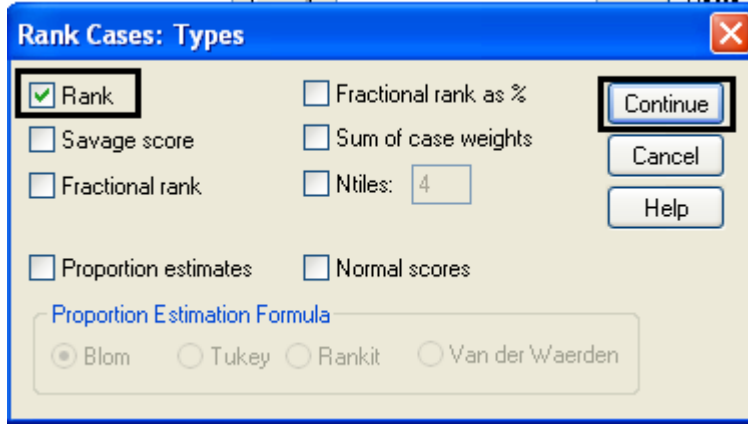 Rank Cases: Types
Rank
Fractional rank as %
Continue
Savage score
Sum of case weights
Cancel
Fractional rank
Ntiles: 4
Help
Proportion estimates
Normal scores
Proportion Estimation Formula
Blom
Tukey
Rankit
Van der Waerden